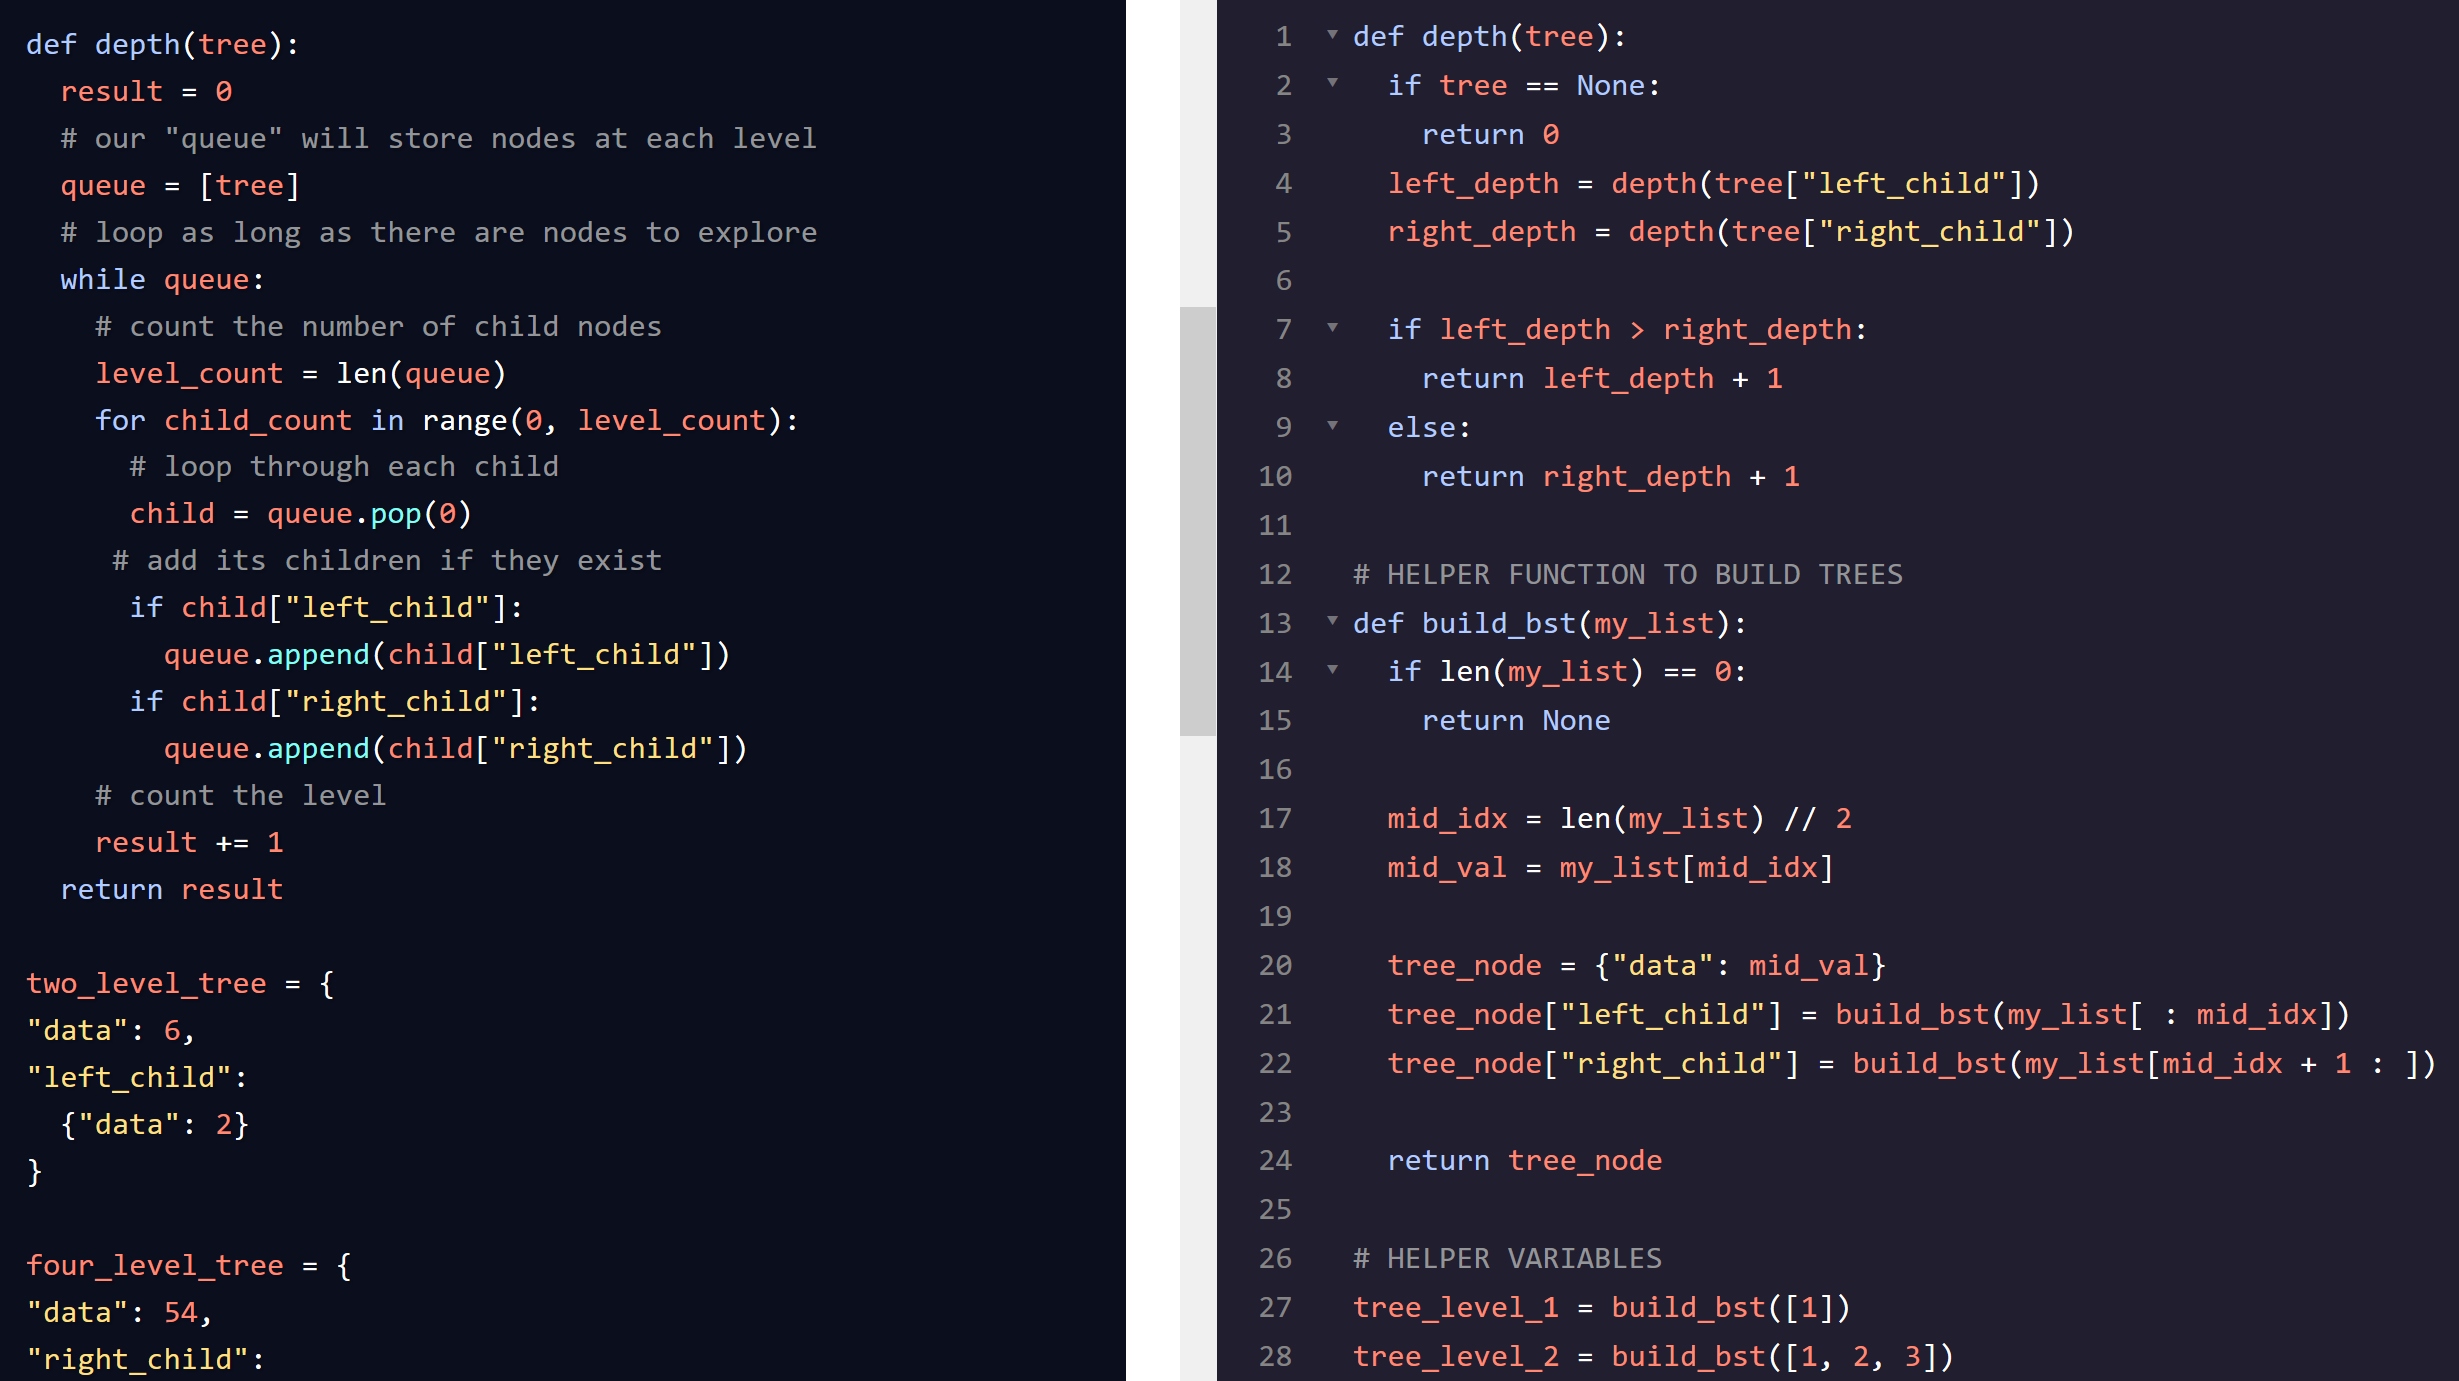 def depth(tree):
  result = 0
  # our "queue" will store nodes at each level
  queue = [tree]
  # loop as long as there are nodes to explore
  while queue:
    # count the number of child nodes
    level_count = len(queue)
    for child_count in range(0, level_count):
      # loop through each child
      child = queue.pop(0)
     # add its children if they exist
      if child["left_child"]:
        queue.append(child["left_child"])
      if child["right_child"]:
        queue.append(child["right_child"])
    # count the level
    result += 1
  return result

two_level_tree = {
"data": 6,
"left_child":
  {"data": 2}
}

four_level_tree = {
"data": 54,
"right_child":
1 def depth(tree):
2   if tree == None:
3     return 0
4   left_depth = depth(tree["left_child"])
5   right_depth = depth(tree["right_child"])
6
7   if left_depth > right_depth:
8     return left_depth + 1
9   else:
10     return right_depth + 1
11
12 # HELPER FUNCTION TO BUILD TREES
13 def build_bst(my_list):
14   if len(my_list) == 0:
15     return None
16
17   mid_idx = len(my_list) // 2
18   mid_val = my_list[mid_idx]
19
20   tree_node = {"data": mid_val}
21   tree_node["left_child"] = build_bst(my_list[ : mid_idx])
22   tree_node["right_child"] = build_bst(my_list[mid_idx + 1 : ])
23
24   return tree_node
25
26 # HELPER VARIABLES
27 tree_level_1 = build_bst([1])
28 tree_level_2 = build_bst([1, 2, 3])